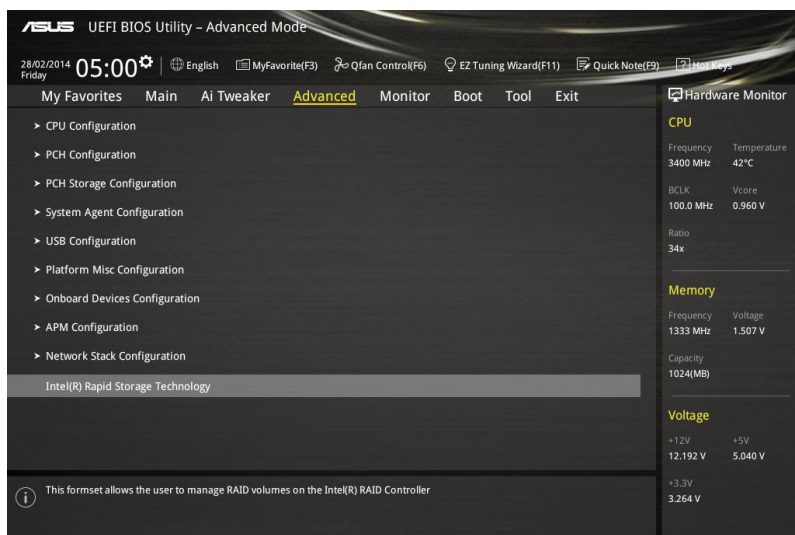 ASUS UEFI BIOS Utility – Advanced Mode
28/02/2014
Friday
05:00
English MyFavorite(F3) Qfan Control(F6) EZ Tuning Wizard(F11) Quick Note(F9) ? Hot Keys
My Favorites Main Ai Tweaker Advanced Monitor Boot Tool Exit
> CPU Configuration
> PCH Configuration
> PCH Storage Configuration
> System Agent Configuration
> USB Configuration
> Platform Misc Configuration
> Onboard Devices Configuration
> APM Configuration
> Network Stack Configuration
Intel(R) Rapid Storage Technology
i This formset allows the user to manage RAID volumes on the Intel(R) RAID Controller
Hardware Monitor
CPU
Frequency Temperature
3400 MHz 42°C
BCLK Vcore
100.0 MHz 0.960 V
Ratio
34x
Memory
Frequency Voltage
1333 MHz 1.507 V
Capacity
1024(MB)
Voltage
+12V +5V
12.192 V 5.040 V
+3.3V
3.264 V